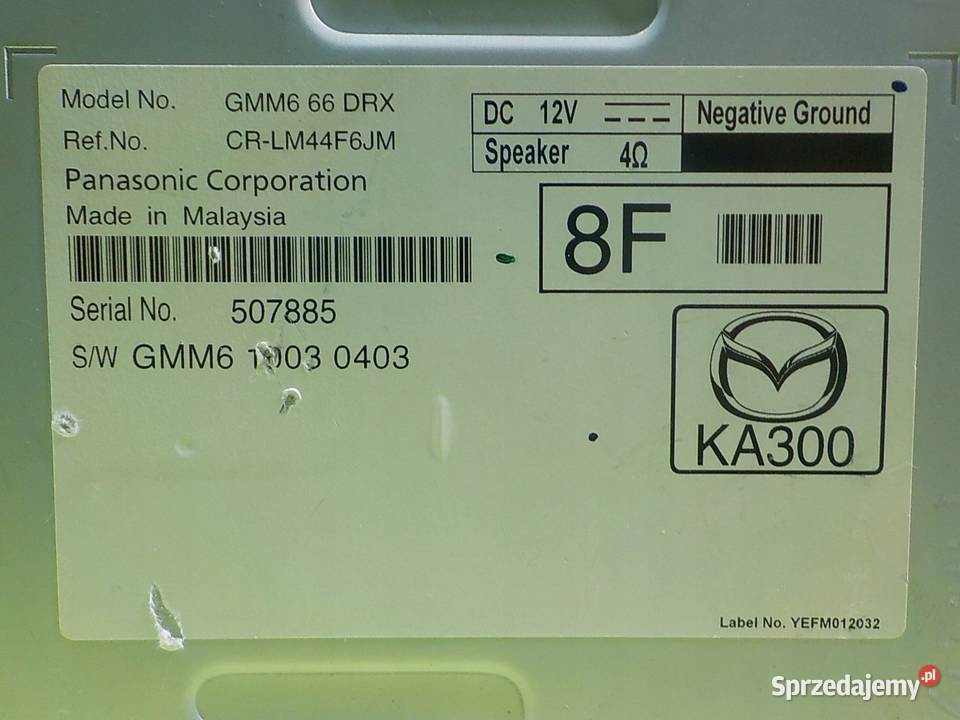 Model No. GMM6 66 DRX
Ref.No. CR-LM44F6JM
Panasonic Corporation
Made in Malaysia
DC 12V Negative Ground
Speaker 4Ω
8F
Serial No. 507885
S/W GMM6 1003 0403
KA300
Label No. YEFM012032
Sprzedajemy.pl